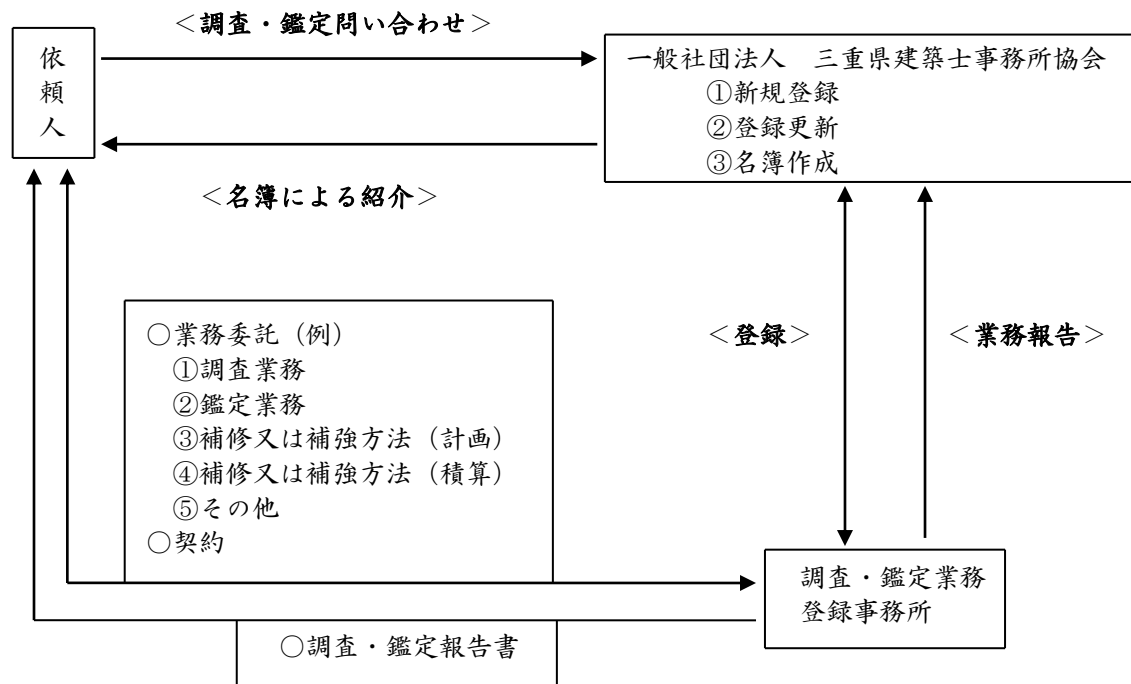 ＜調査・鑑定問い合わせ＞
依
頼
人
一般社団法人　三重県建築士事務所協会
①新規登録
②登録更新
③名簿作成
＜名簿による紹介＞
○業務委託（例）
①調査業務
②鑑定業務
③補修又は補強方法（計画）
④補修又は補強方法（積算）
⑤その他
○契約
＜登録＞
＜業務報告＞
調査・鑑定業務
登録事務所
○調査・鑑定報告書